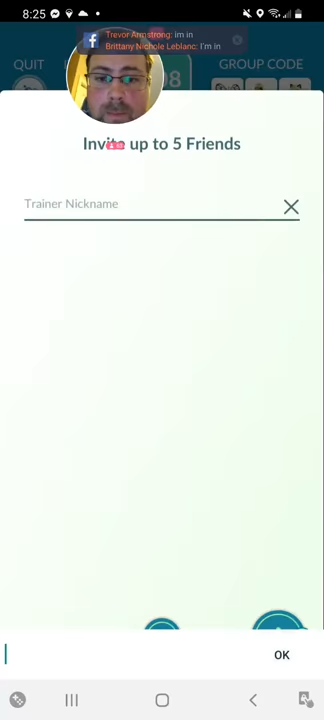 8:25
Trevor Armstrong: im in
Brittany Nichole Leblanc: I'm in
QUIT
8
GROUP CODE
Invite up to 5 Friends
Trainer Nickname
OK